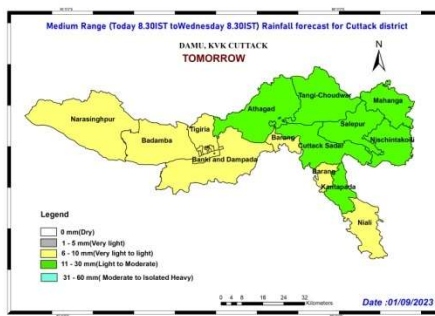 Medium Range (Today 8.30IST toWednesday 8.30IST) Rainfall forecast for Cuttack district
DAMU, KVK CUTTACK
TOMORROW
N
Narasinghpur
Badamba
Tigiria
Banki and Dampada
Athagad
Tangi-Choudwar
Mahanga
Salepur
Nischintakoili
Barang
Cuttack Sadar
Barang
Kantapada
Niali
Legend
0 mm(Dry)
1 - 5 mm(Very light)
6 - 10 mm(Very light to light)
11 - 30 mm(Light to Moderate)
31 - 60 mm( Moderate to Isolated Heavy)
0 4 8 16 24 32
Kilometers
Date :01/09/2023